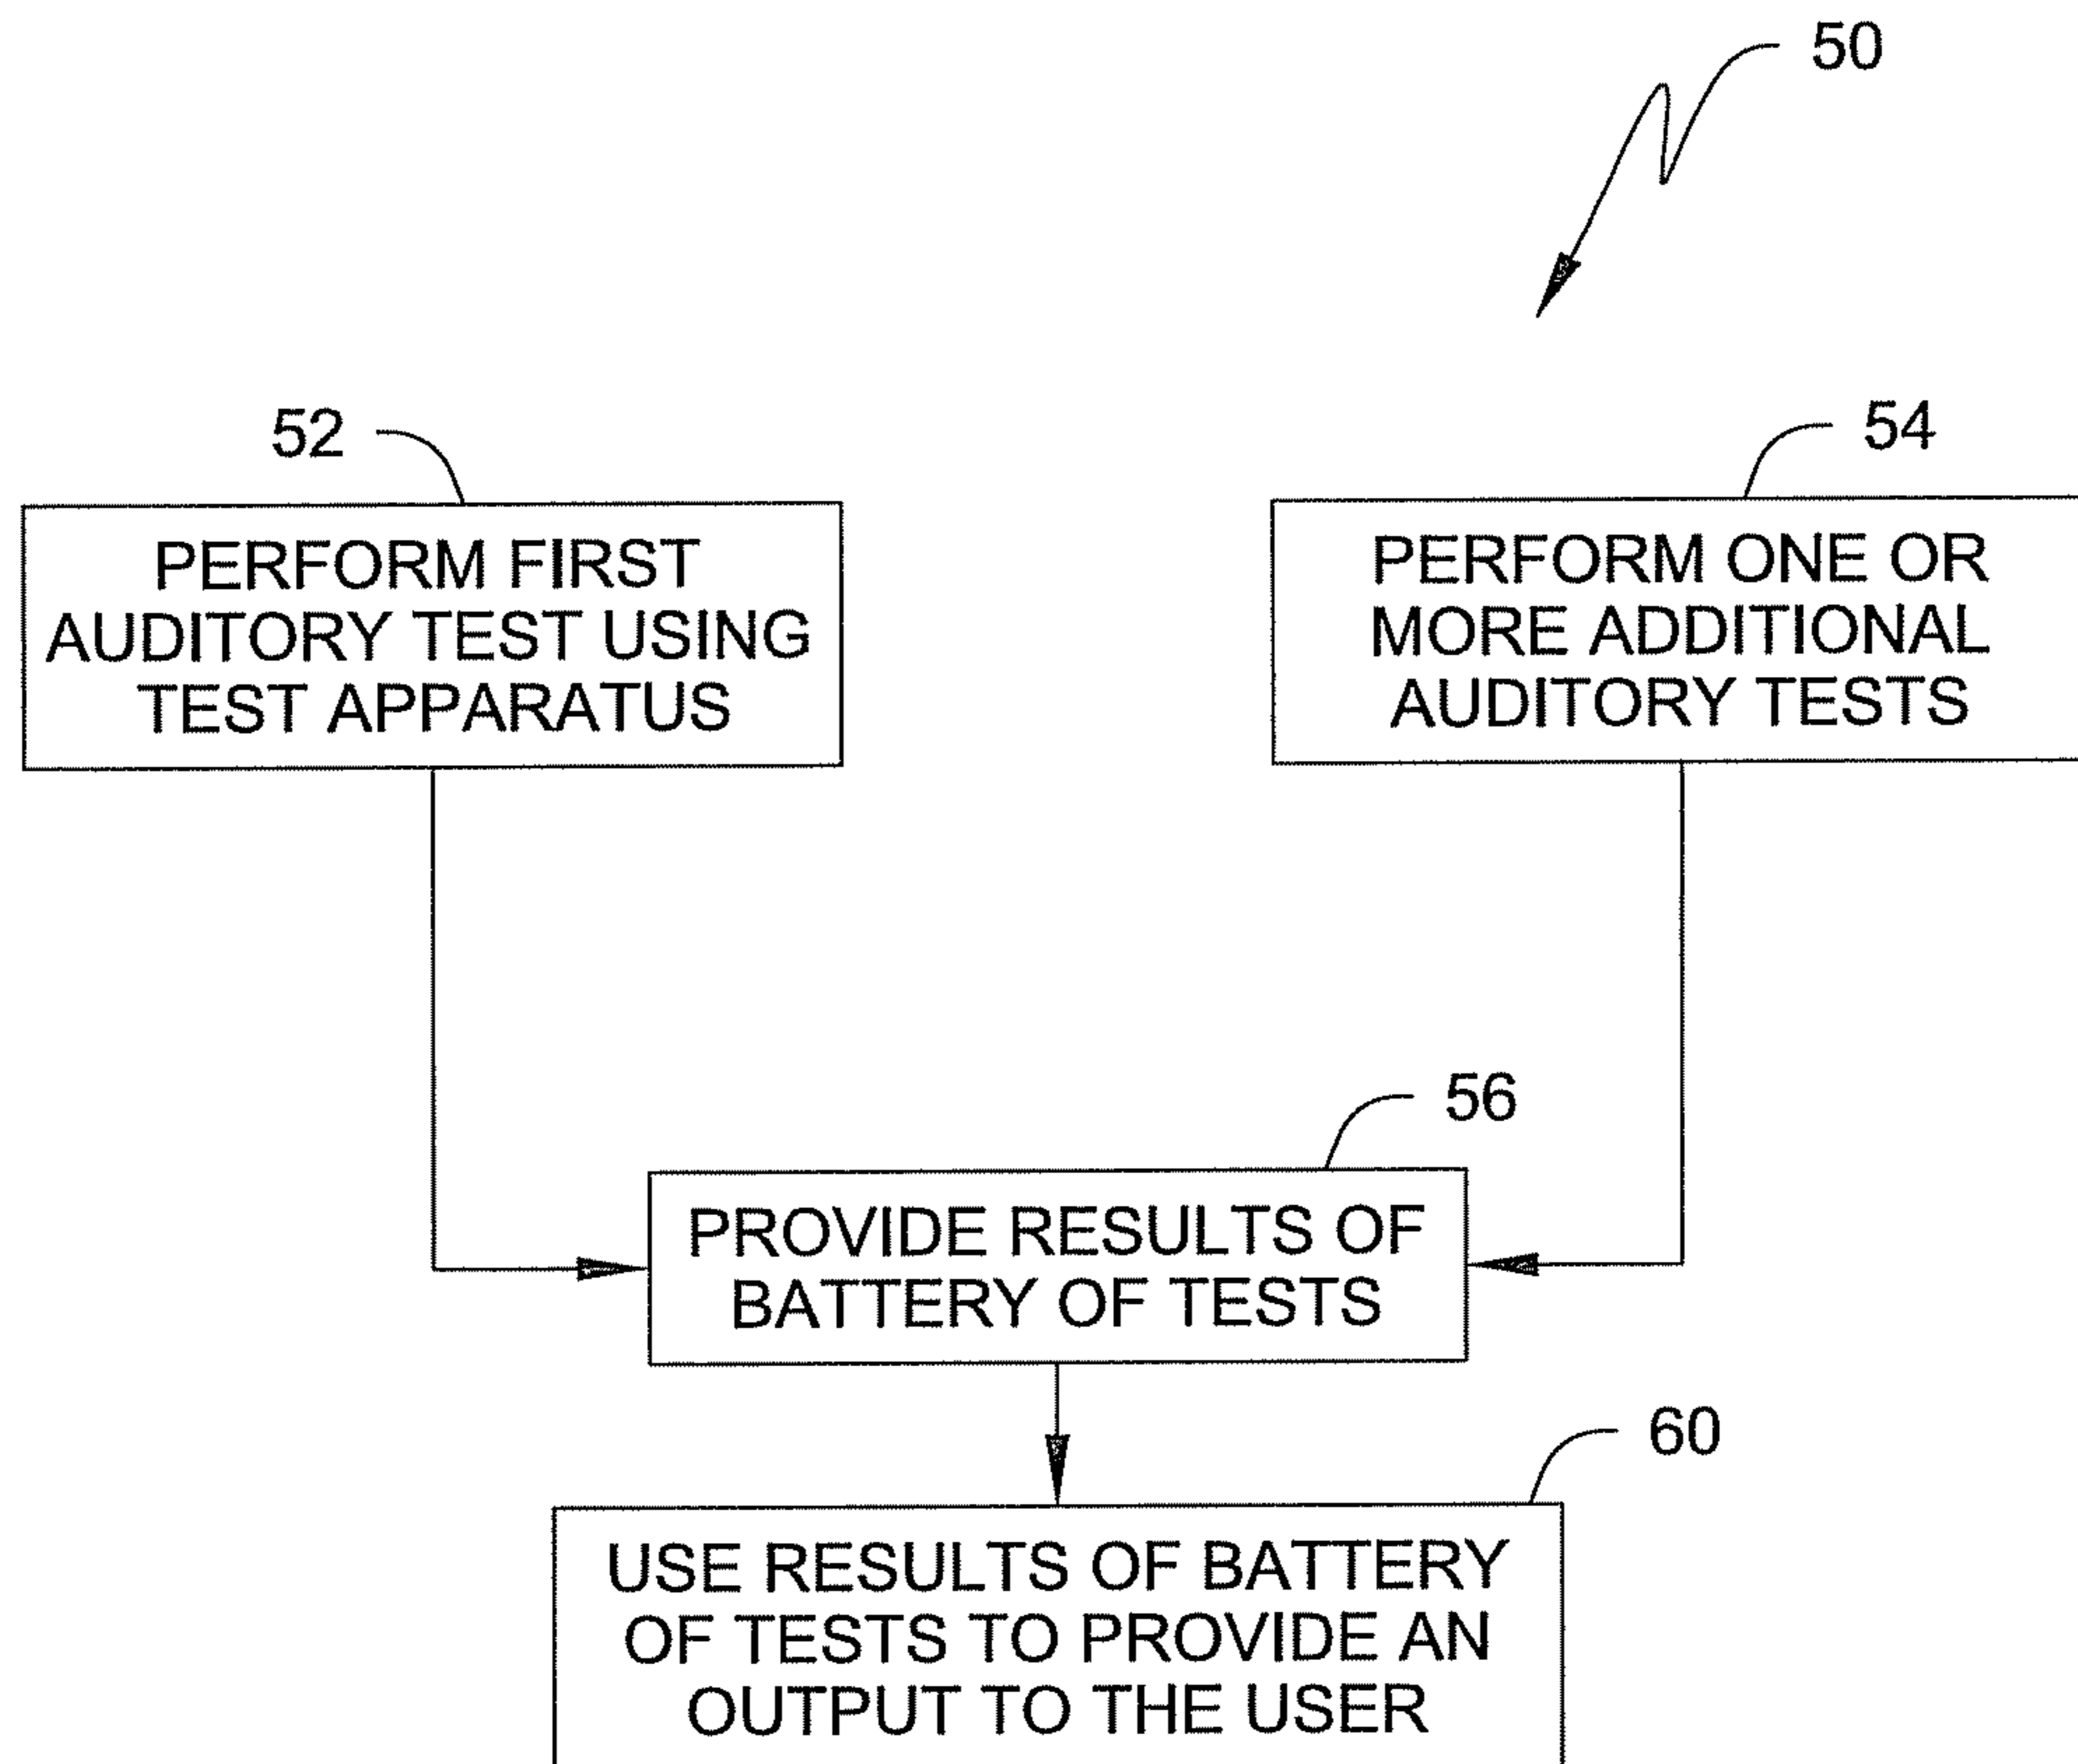 50
52
54
PERFORM FIRST
AUDITORY TEST USING
TEST APPARATUS
PERFORM ONE OR
MORE ADDITIONAL
AUDITORY TESTS
56
PROVIDE RESULTS OF
BATTERY OF TESTS
60
USE RESULTS OF BATTERY
OF TESTS TO PROVIDE AN
OUTPUT TO THE USER